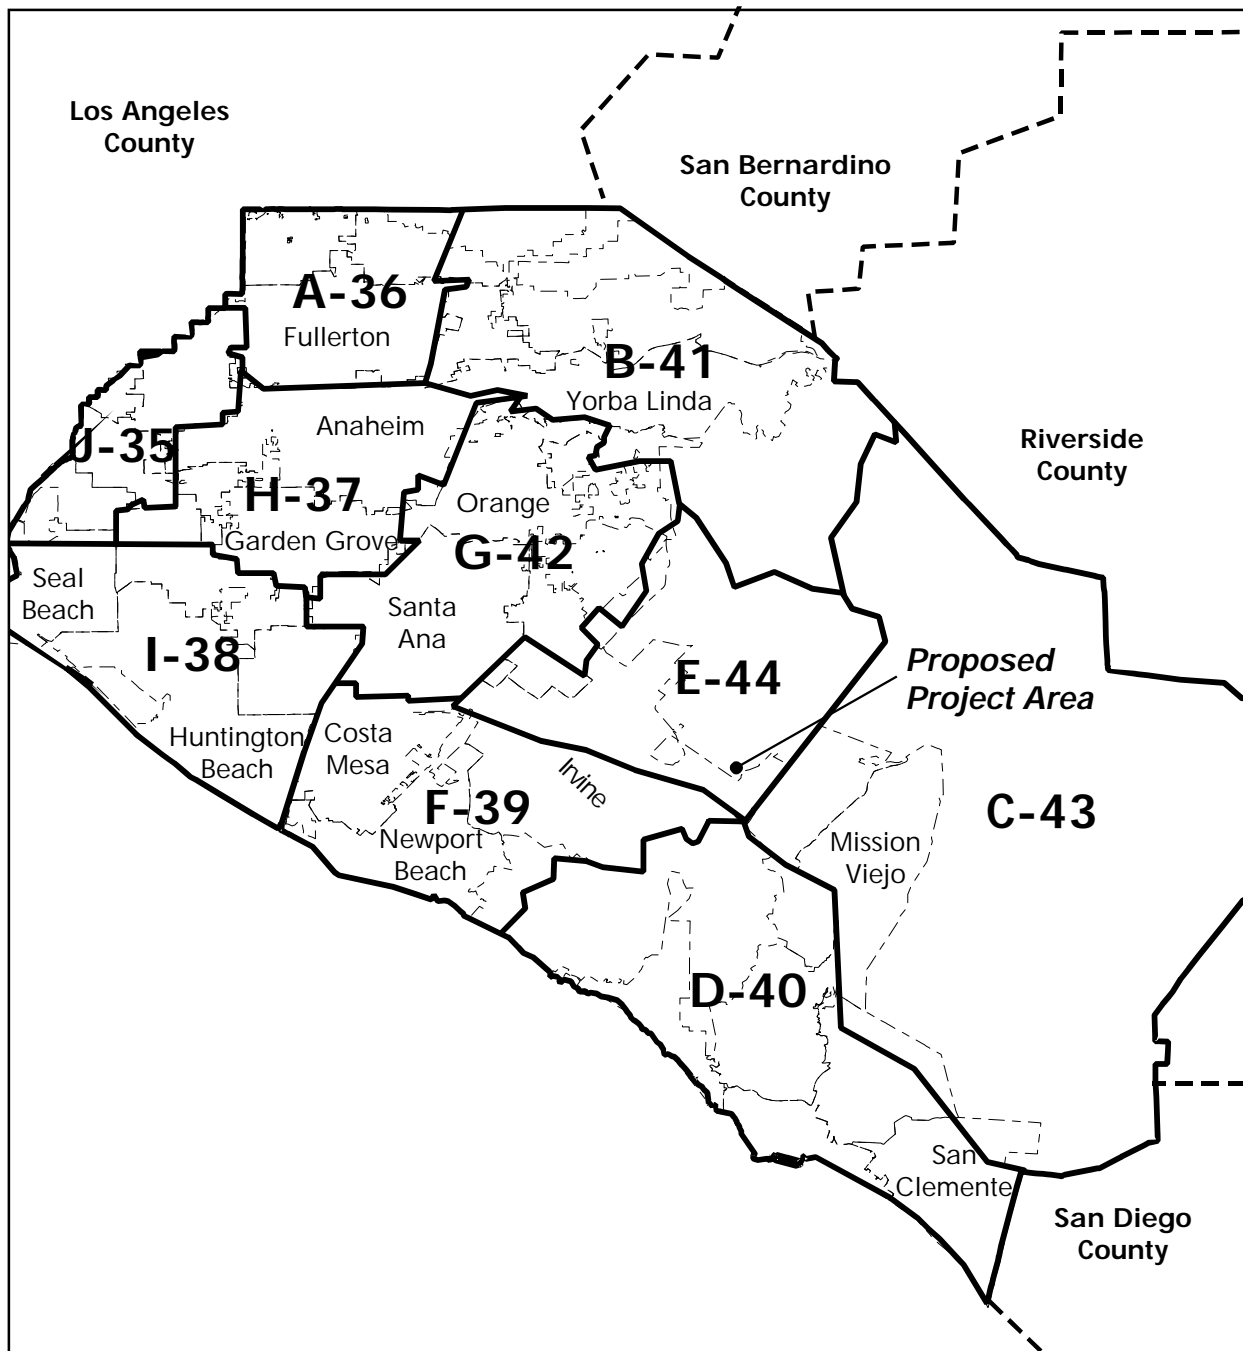 Los Angeles
County
San Bernardino
County
A-36
Fullerton
B-41
Yorba Linda
Anaheim
Riverside
County
J-35
H-37
Orange
Garden Grove
G-42
Seal
Beach
Santa
Ana
I-38
E-44
Proposed
Project Area
Huntington
Beach
Costa
Mesa
Irvine
F-39
C-43
Newport
Beach
Mission
Viejo
D-40
San
Clemente
San Diego
County